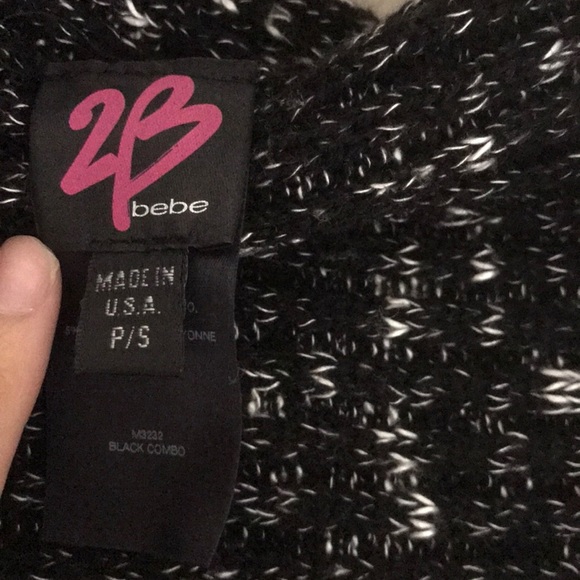 2B
bebe
MADE IN
U.S.A.
P/S
M3232
BLACK COMBO